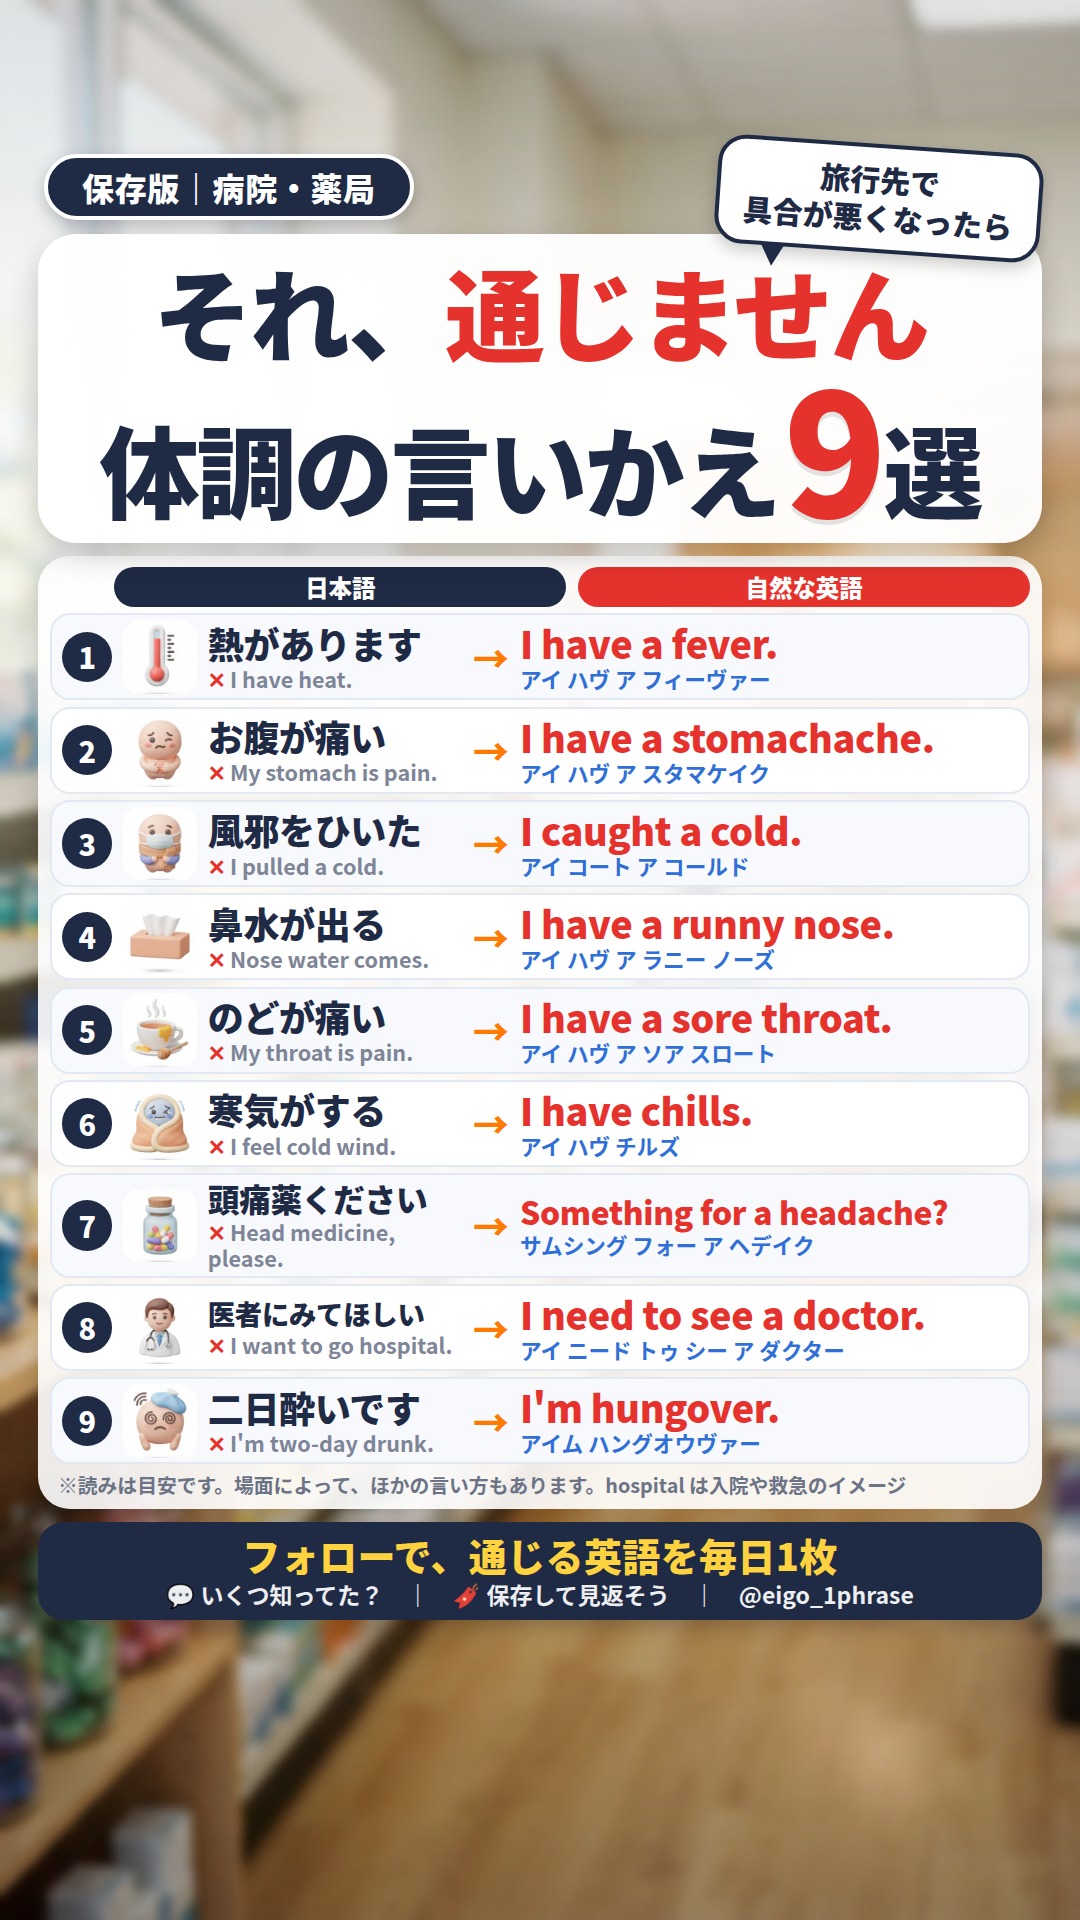 保存版｜病院・薬局
旅行先で
具合が悪くなったら
それ、通じません
体調の言いかえ9選
日本語
自然な英語
1
熱があります
× I have heat.
→
I have a fever.
アイ ハヴ ア フィーヴァー
2
お腹が痛い
× My stomach is pain.
→
I have a stomachache.
アイ ハヴ ア スタマケイク
3
風邪をひいた
× I pulled a cold.
→
I caught a cold.
アイ コート ア コールド
4
鼻水が出る
× Nose water comes.
→
I have a runny nose.
アイ ハヴ ア ラニー ノーズ
5
のどが痛い
× My throat is pain.
→
I have a sore throat.
アイ ハヴ ア ソア スロート
6
寒気がする
× I feel cold wind.
→
I have chills.
アイ ハヴ チルズ
7
頭痛薬ください
× Head medicine,
please.
→
Something for a headache?
サムシング フォー ア ヘデイク
8
医者にみてほしい
× I want to go hospital.
→
I need to see a doctor.
アイ ニード トゥ シー ア ダクター
9
二日酔いです
× I'm two-day drunk.
→
I'm hungover.
アイム ハングオウヴァー
※読みは目安です。場面によって、ほかの言い方もあります。hospital は入院や救急のイメージ
フォローで、通じる英語を毎日1枚
💬 いくつ知ってた？ ｜ 🔖 保存して見返そう ｜ @eigo_1phrase